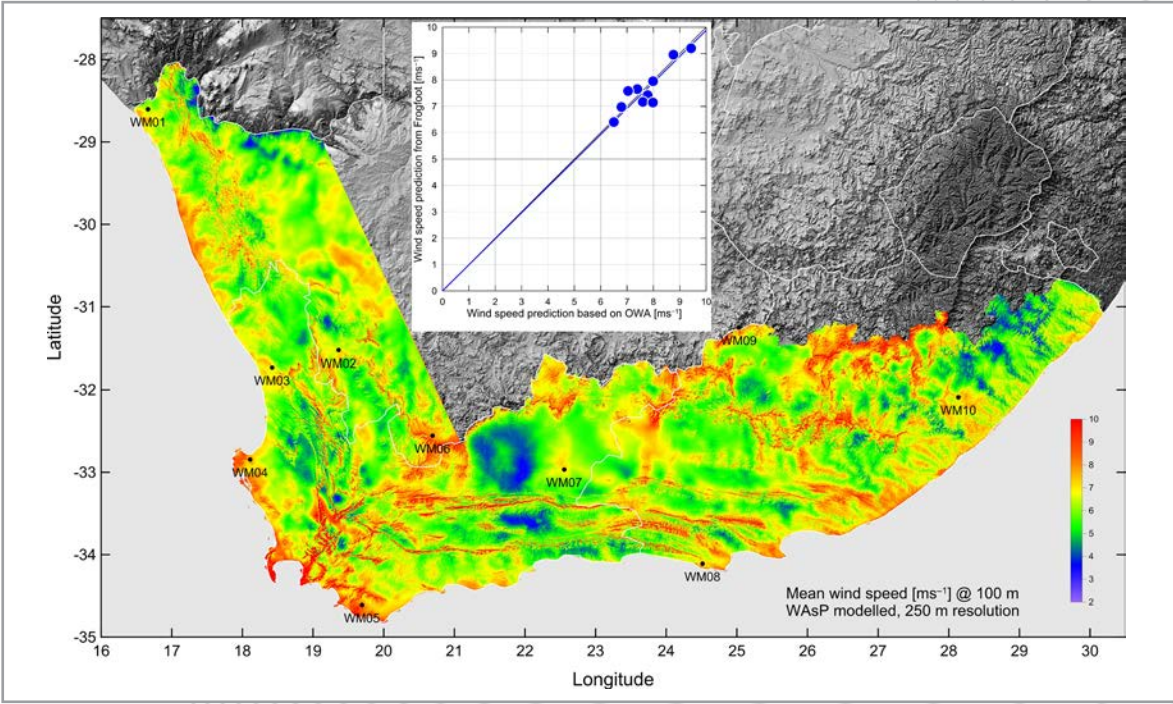 -28
-29
-30
-31
-32
-33
-34
-35
Latitude
16 17 18 19 20 21 22 23 24 25 26 27 28 29 30
Longitude
10
9
8
7
6
5
4
3
2
1
0
Wind speed prediction from Frogfoot [ms⁻¹]
0 1 2 3 4 5 6 7 8 9 10
Wind speed prediction based on OWA [ms⁻¹]
WM01
WM02
WM03
WM04
WM05
WM06
WM07
WM08
WM09
WM10
10
9
8
7
6
5
4
3
2
Mean wind speed [ms⁻¹] @ 100 m
WAsP modelled, 250 m resolution